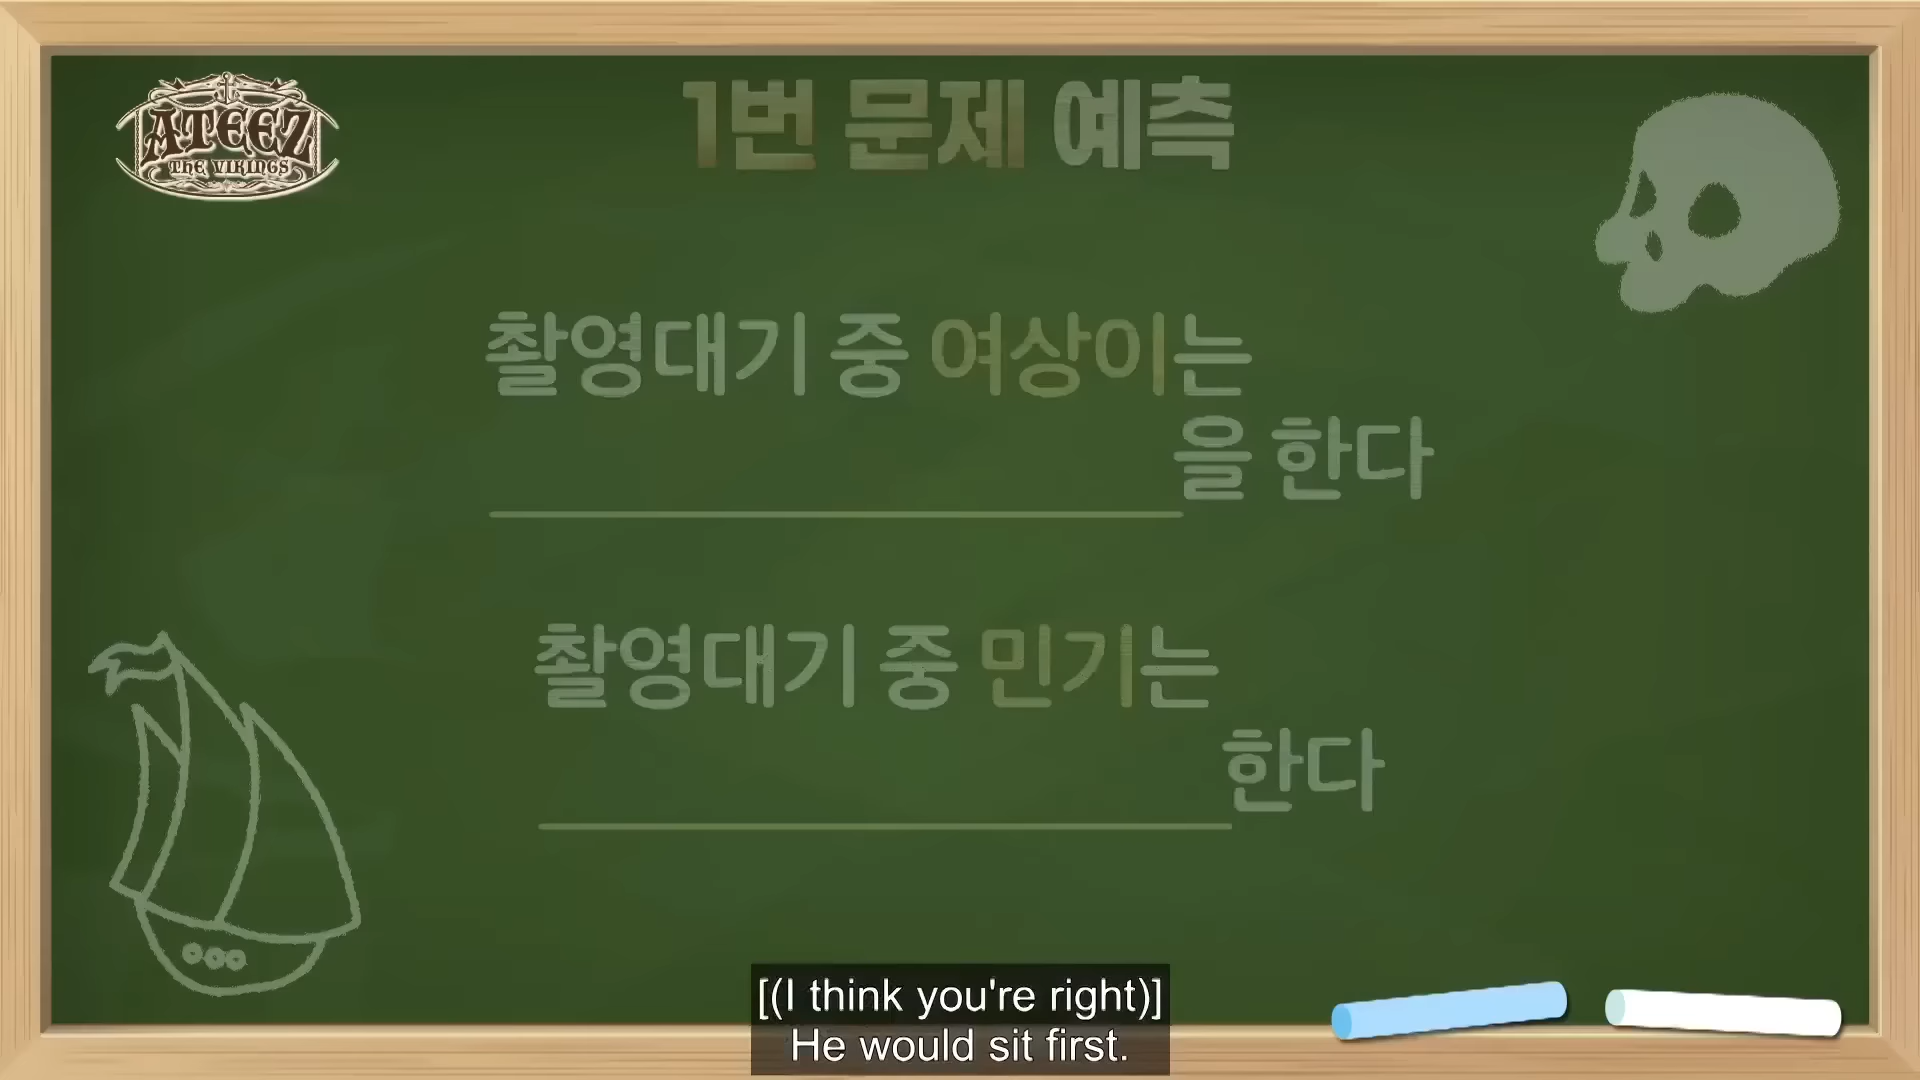 ATEEZ
THE VIKINGS
1번 문제 예측
촬영대기 중 여상이는
을 한다
촬영대기 중 민기는
한다
[(I think you're right)]
He would sit first.